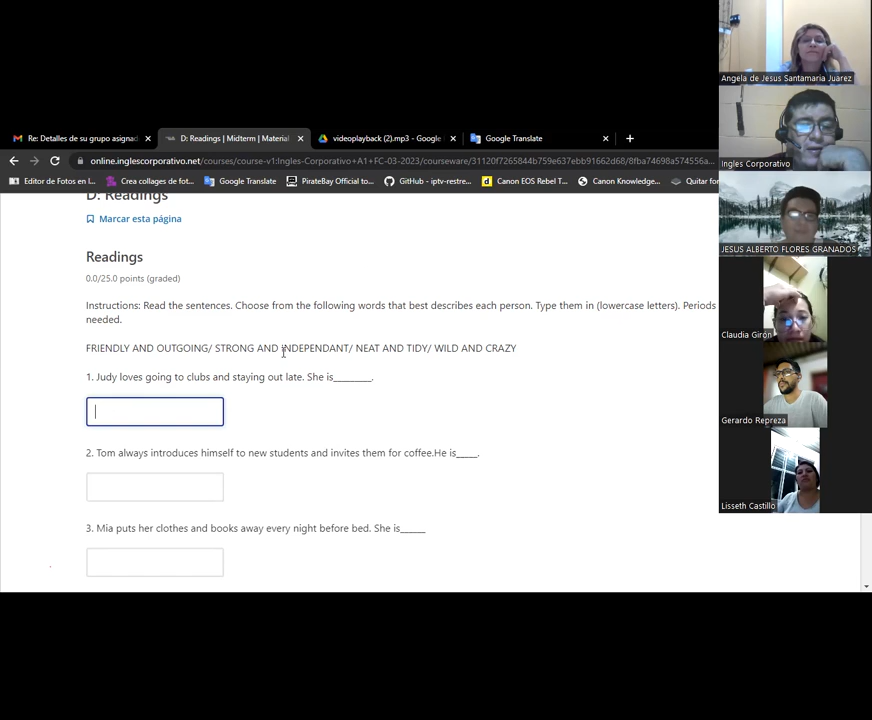 Re: Detalles de su grupo asignad
D: Readings | Midterm | Material
videoplayback (2).mp3 - Google
Google Translate
online.inglescorporativo.net/courses/course-v1:Ingles-Corporativo+A1+FC-03-2023/courseware/31120f7265844b759e637ebb91662d68/8fba74698a574556a...
Editor de Fotos en l...
Crea collages de fot...
Google Translate
PirateBay Official to...
GitHub - iptv-restre...
Canon EOS Rebel T...
Canon Knowledge...
Quitar for
D: Readings
Marcar esta página
Readings
0.0/25.0 points (graded)
Instructions: Read the sentences. Choose from the following words that best describes each person. Type them in (lowercase letters). Periods
needed.
FRIENDLY AND OUTGOING/ STRONG AND INDEPENDANT/ NEAT AND TIDY/ WILD AND CRAZY
1. Judy loves going to clubs and staying out late. She is________.
2. Tom always introduces himself to new students and invites them for coffee.He is_____.
3. Mia puts her clothes and books away every night before bed. She is______
Angela de Jesus Santamaria Juarez
Ingles Corporativo
JESUS ALBERTO FLORES GRANADOS
Claudia Girón
Gerardo Repreza
Lisseth Castillo